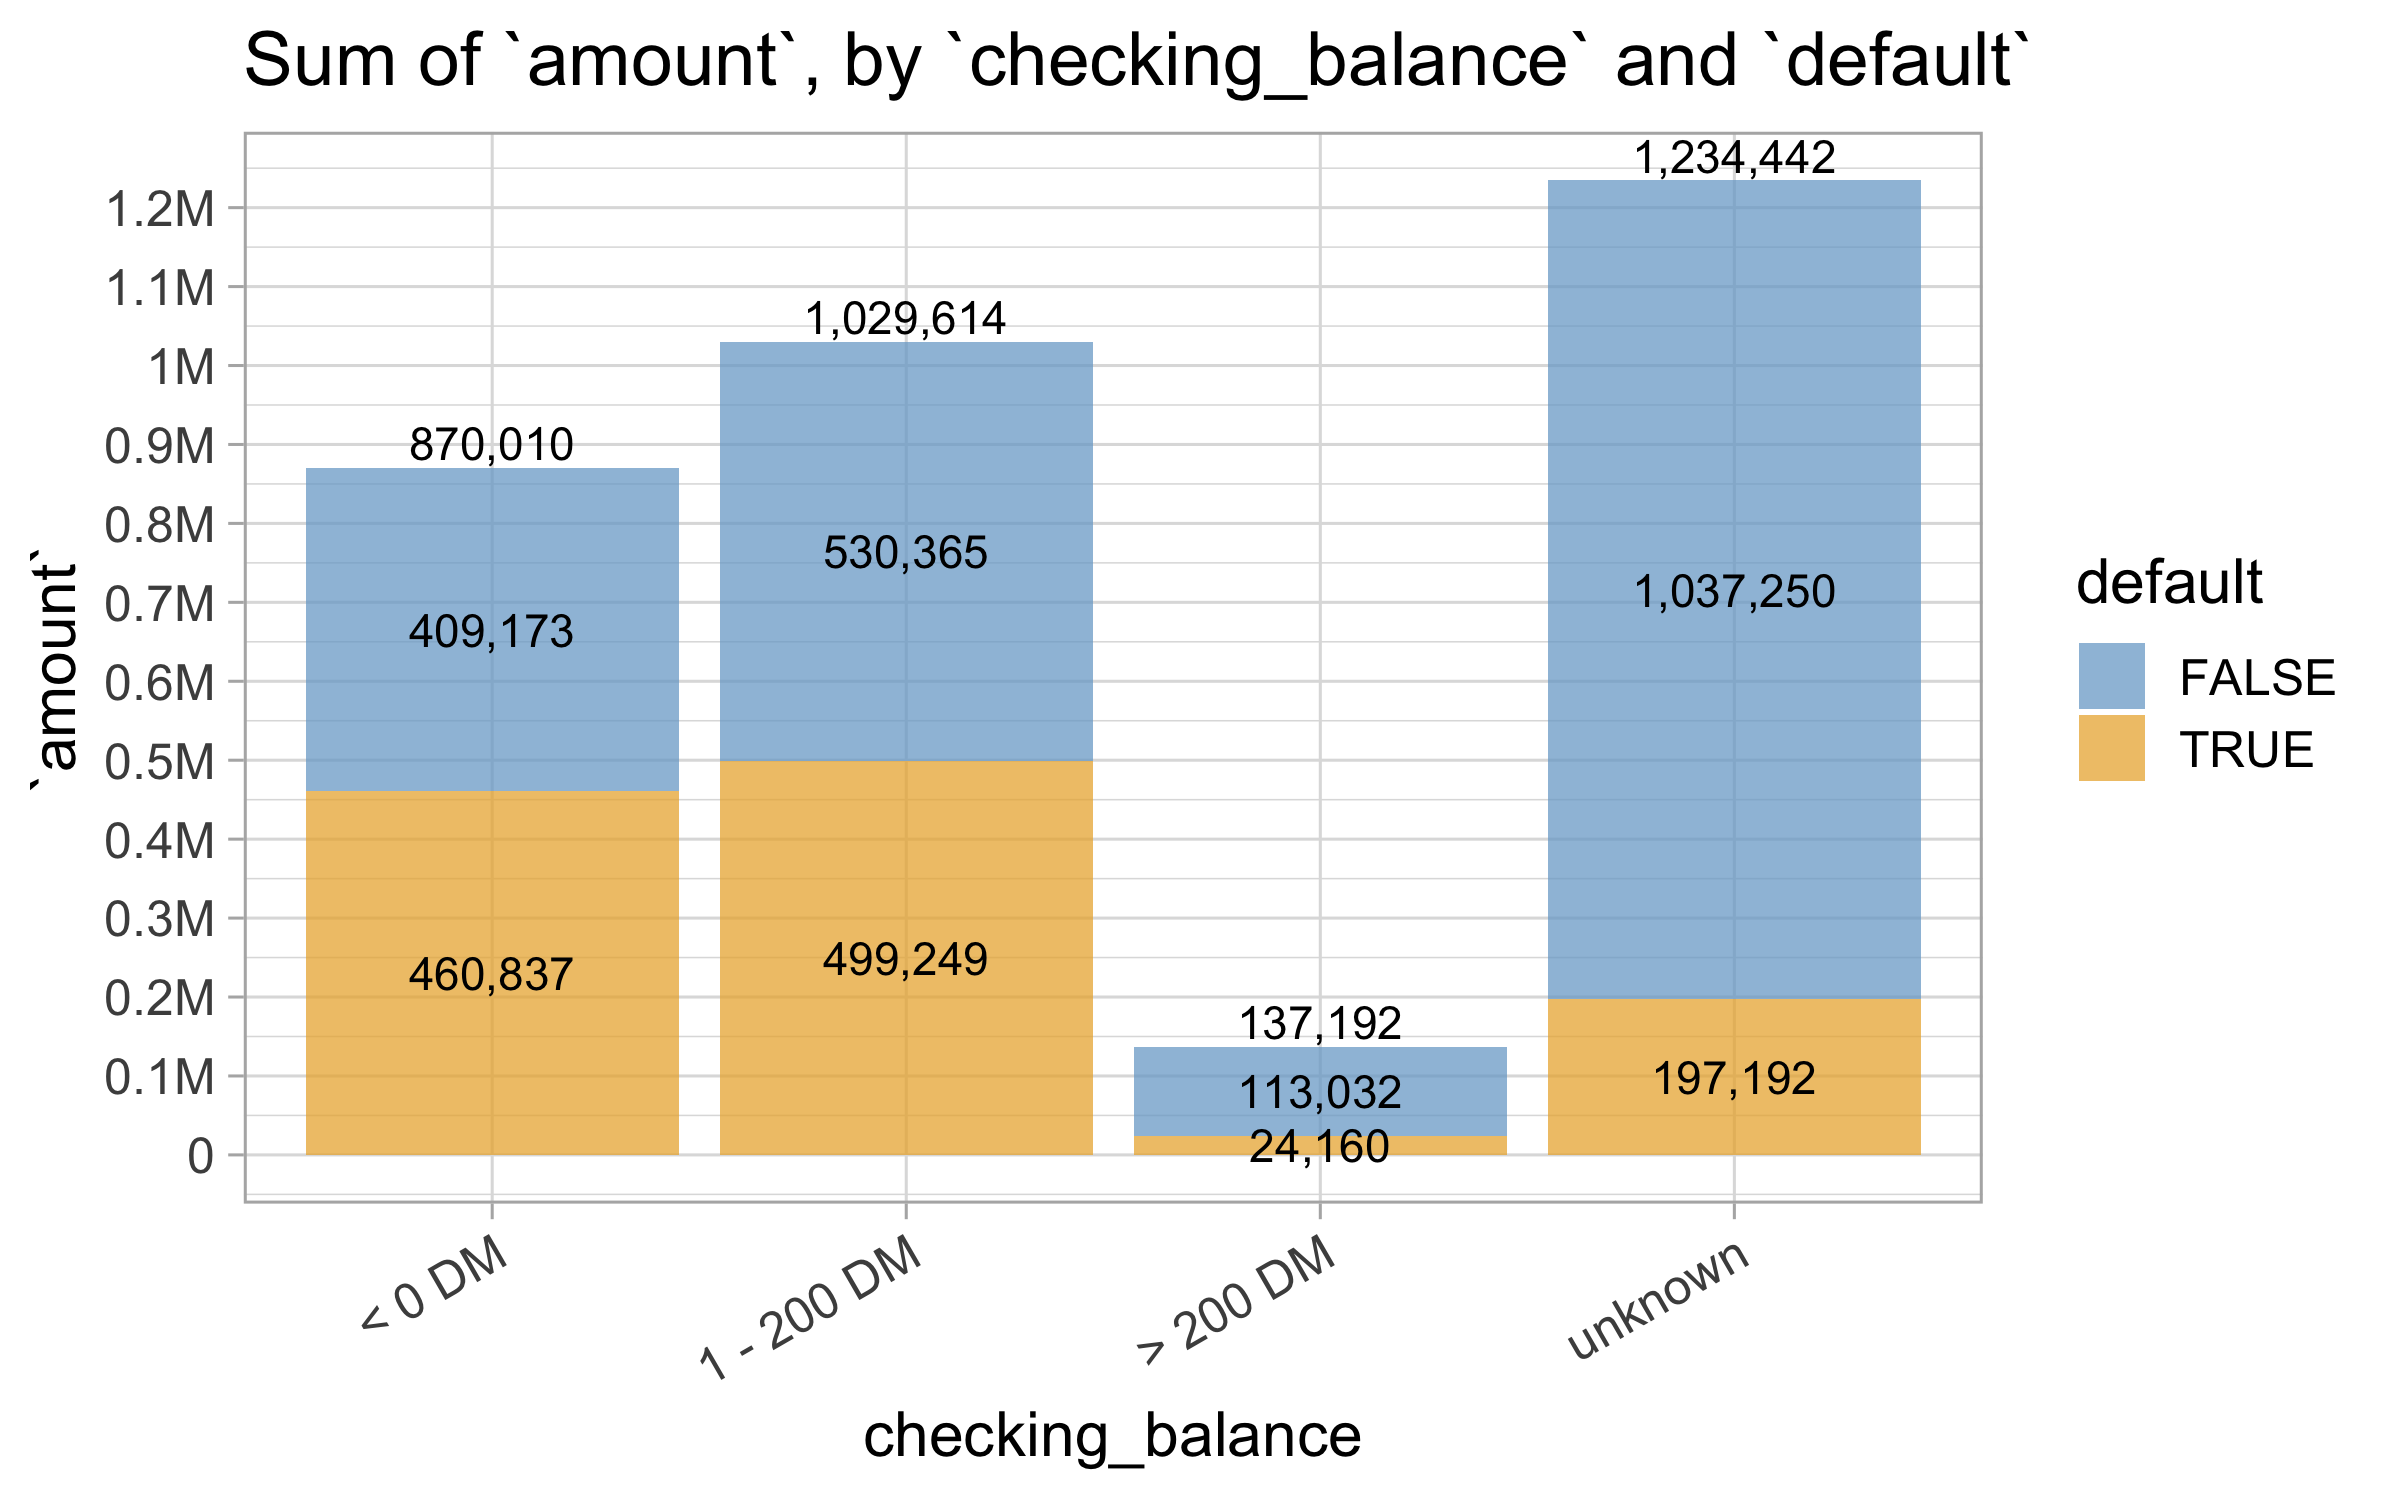 Sum of `amount`, by `checking_balance` and `default`
`amount`
1.2M
1.1M
1M
0.9M
0.8M
0.7M
0.6M
0.5M
0.4M
0.3M
0.2M
0.1M
0
870,010
409,173
460,837
1,029,614
530,365
499,249
137,192
113,032
24,160
1,234,442
1,037,250
197,192
< 0 DM
1 - 200 DM
> 200 DM
unknown
checking_balance
default
FALSE
TRUE